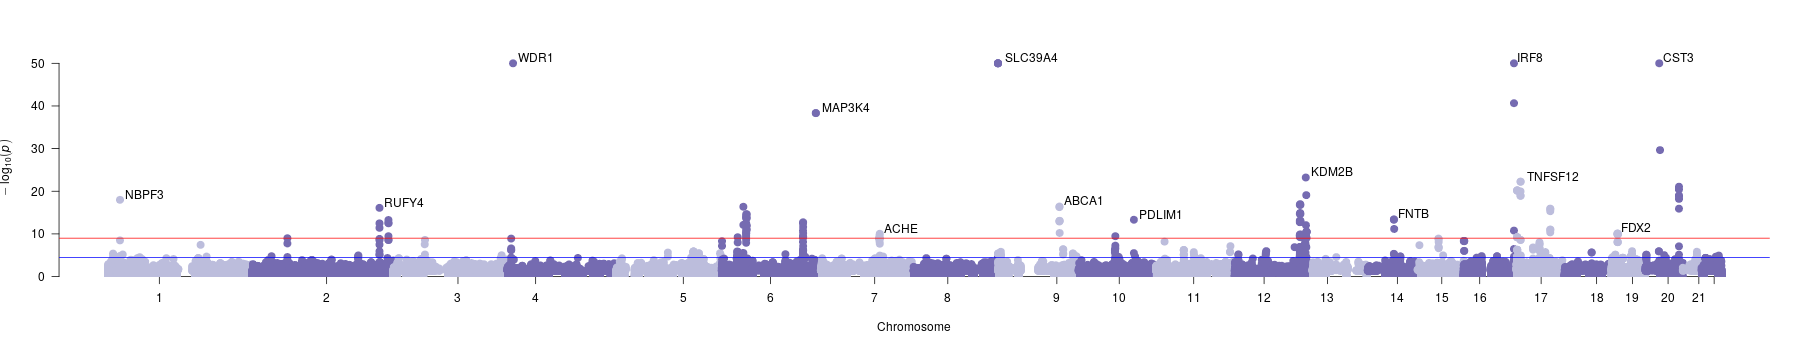 WDR1
SLC39A4
IRF8
CST3
50
MAP3K4
40
30
KDM2B
TNFSF12
20
NBPF3
RUFY4
ABCA1
PDLIM1
FNTB
ACHE
FDX2
10
0
− log10(p)
1 2 3 4 5 6 7 8 9 10 11 12 13 14 15 16 17 18 19 20 21
Chromosome